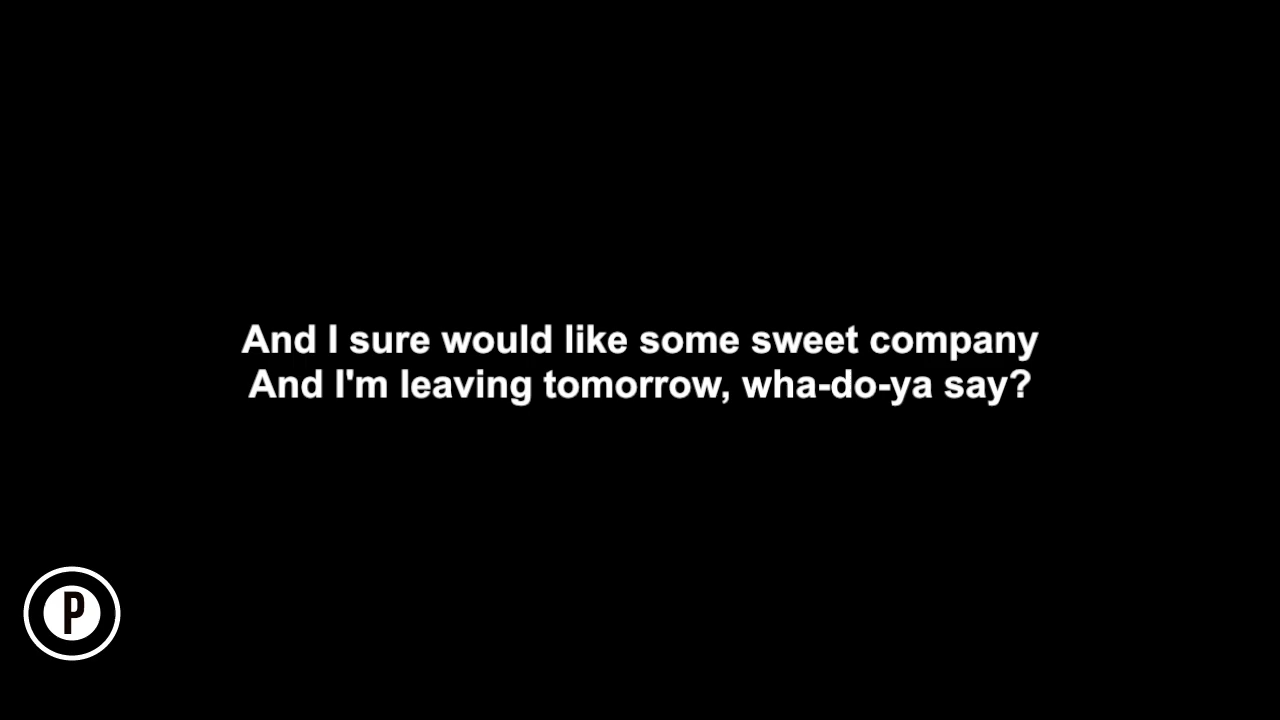 And I sure would like some sweet company
And I'm leaving tomorrow, wha-do-ya say?
P